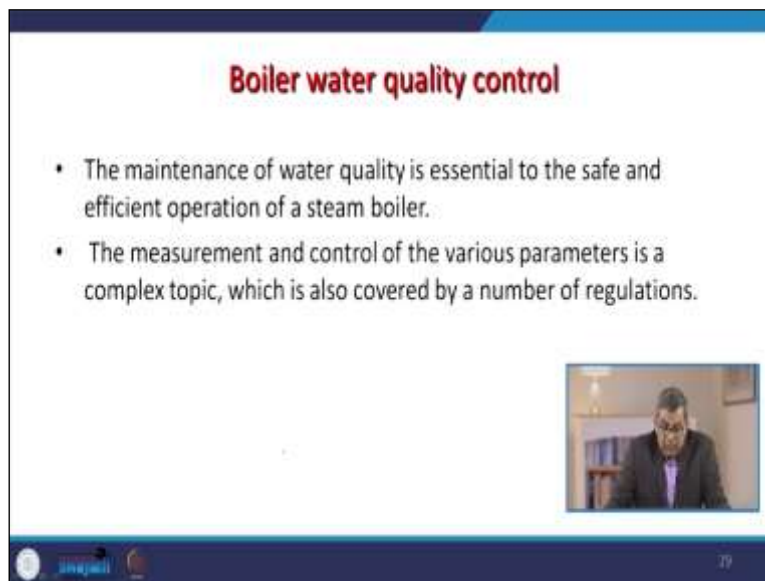 Boiler water quality control
• The maintenance of water quality is essential to the safe and
efficient operation of a steam boiler.
• The measurement and control of the various parameters is a
complex topic, which is also covered by a number of regulations.
79